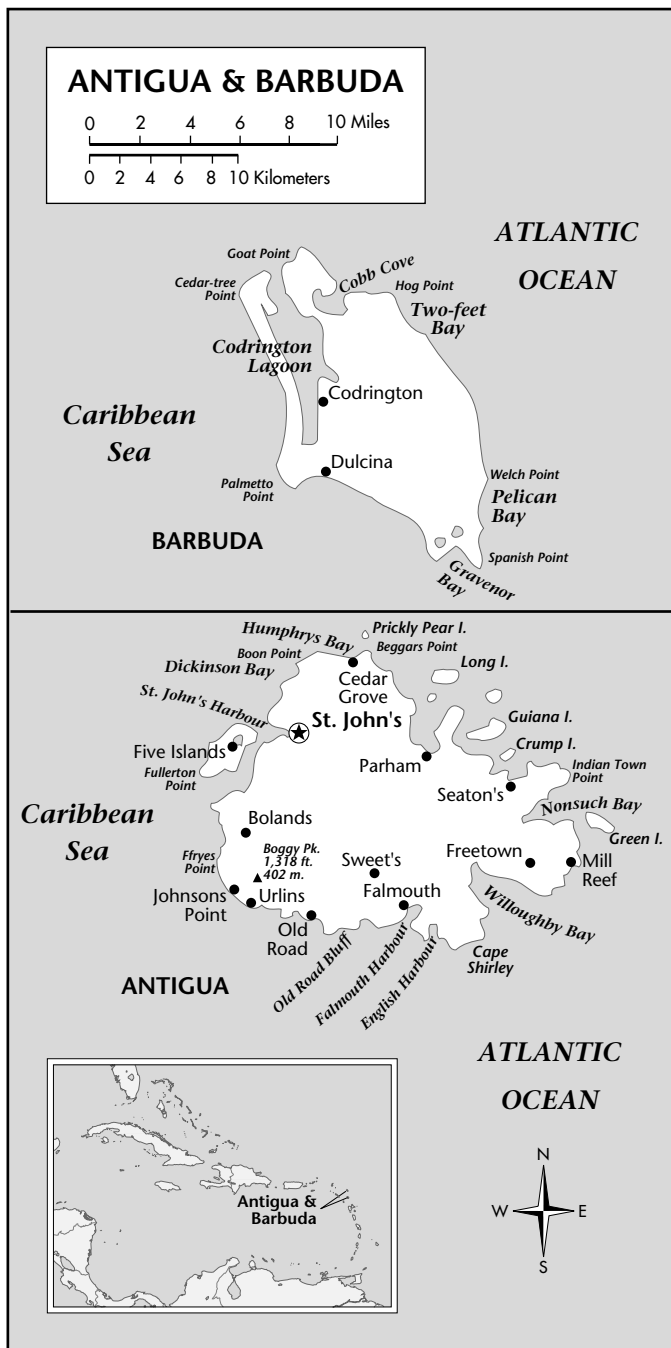 ANTIGUA & BARBUDA
0 2 4 6 8 10 Miles
0 2 4 6 8 10 Kilometers
ATLANTIC
OCEAN
Goat Point
Cobb Cove
Cedar-tree
Point
Hog Point
Two-feet
Bay
Codrington
Lagoon
Codrington
Caribbean
Sea
Dulcina
Palmetto
Point
Welch Point
Pelican
Bay
BARBUDA
Spanish Point
Gravenor
Bay
Prickly Pear I.
Humphrys Bay
Boon Point
Beggars Point
Dickinson Bay
Long I.
Cedar
Grove
St. John's Harbour
St. John's
Guiana I.
Five Islands
Crump I.
Parham
Fullerton
Point
Indian Town
Point
Seaton's
Nonsuch Bay
Caribbean
Sea
Bolands
Green I.
Boggy Pk.
1,318 ft.
402 m.
Ffryes
Point
Sweet's
Freetown
Mill
Reef
Johnsons
Point
Urlins
Falmouth
Old
Road
Willoughby Bay
Old Road Bluff
Falmouth Harbour
English Harbour
Cape
Shirley
ANTIGUA
ATLANTIC
OCEAN
Antigua &
Barbuda
N
W E
S